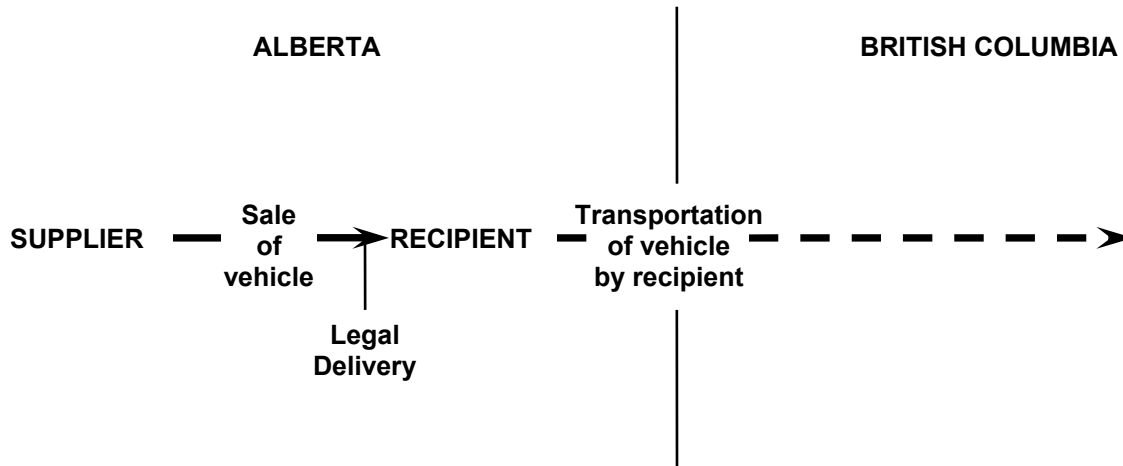 ALBERTA
BRITISH COLUMBIA
SUPPLIER
Sale
of
vehicle
RECIPIENT
Transportation
of vehicle
by recipient
Legal
Delivery